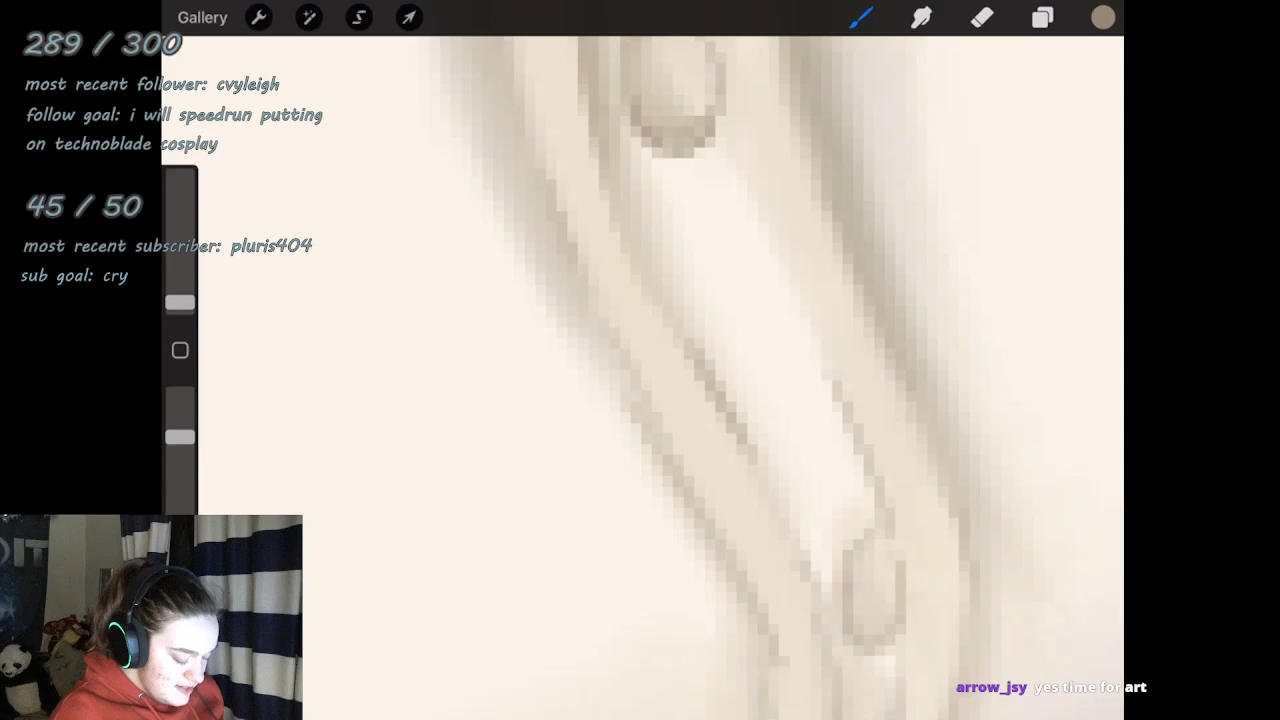 Gallery
289 / 300
most recent follower: cvyleigh
follow goal: i will speedrun putting
on technoblade cosplay
45 / 50
most recent subscriber: pluris404
sub goal: cry
arrow_jsy yes time for art